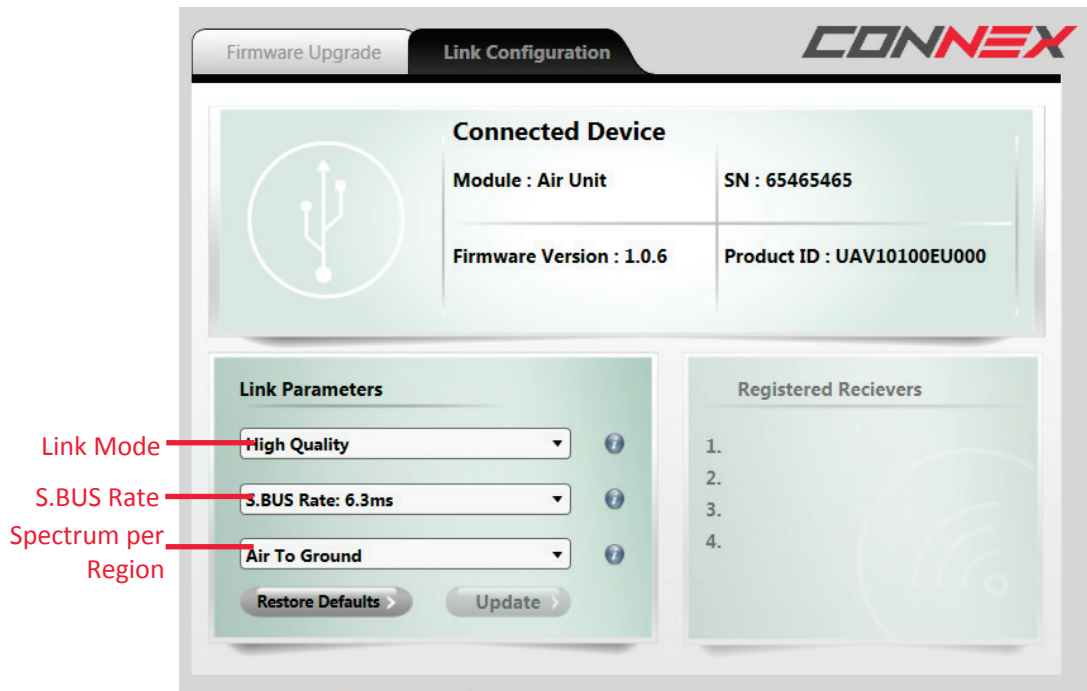 Firmware Upgrade
Link Configuration
CONNEX
Connected Device
Module : Air Unit
SN : 65465465
Firmware Version : 1.0.6
Product ID : UAV10100EU000
Link Parameters
Link Mode
High Quality
S.BUS Rate
S.BUS Rate: 6.3ms
Spectrum per
Region
Air To Ground
Restore Defaults
Update
Registered Recievers
1.
2.
3.
4.